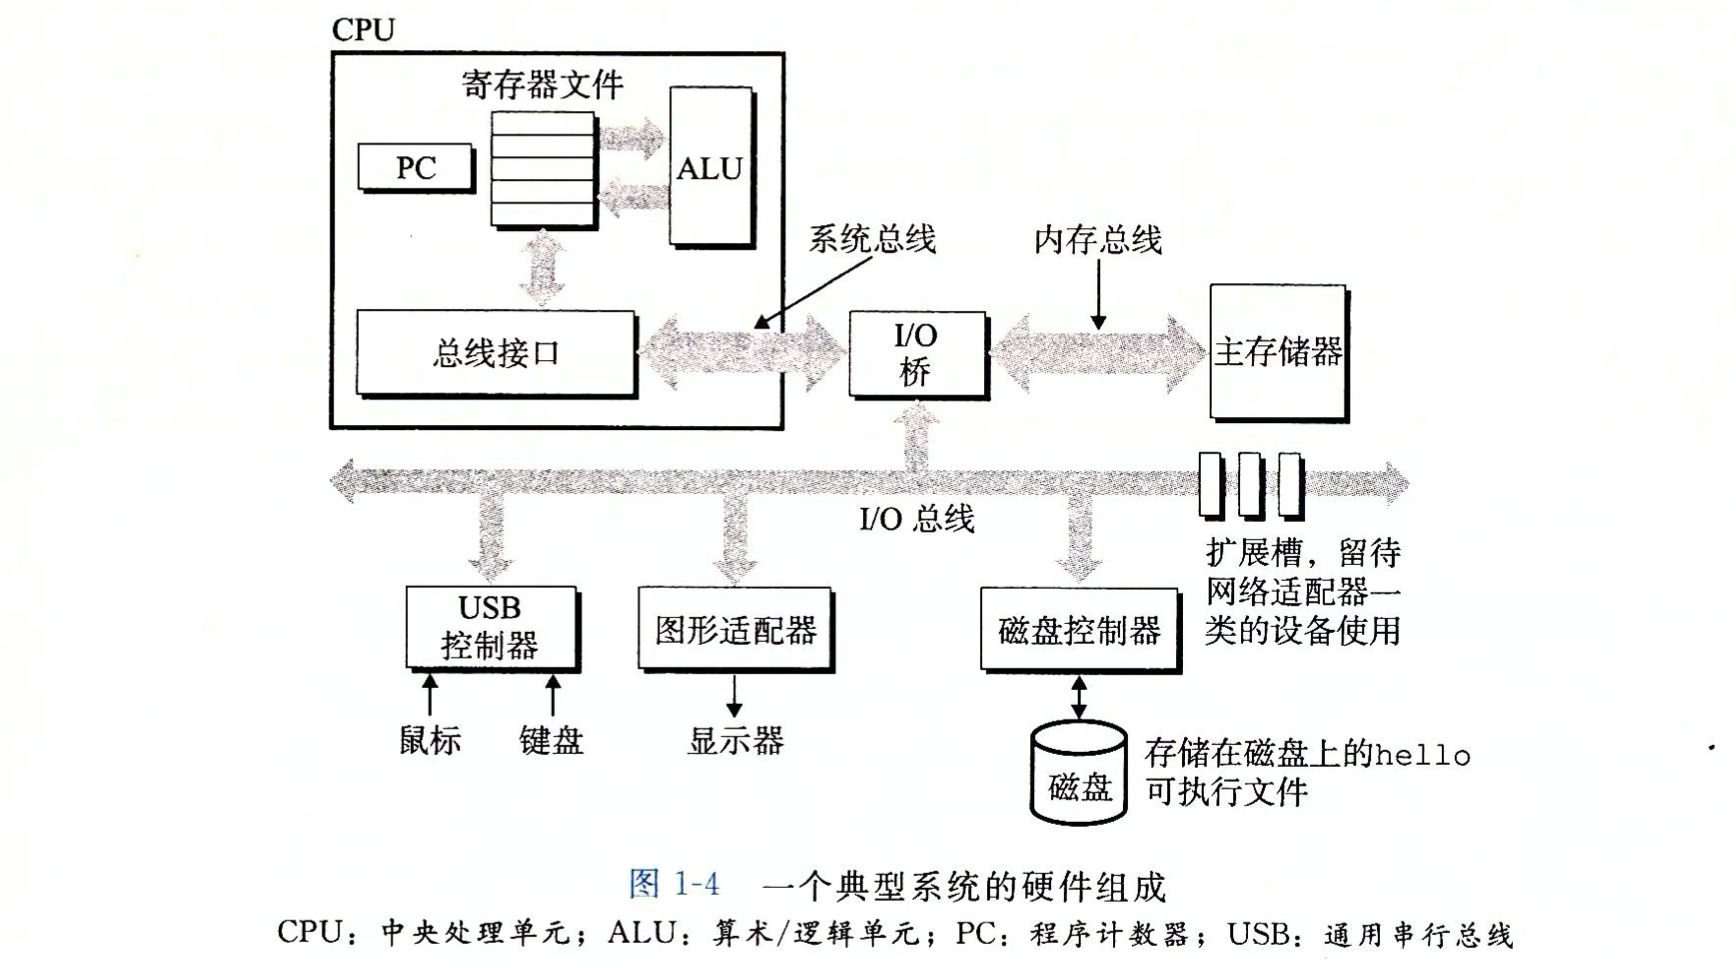 CPU
寄存器文件
PC
ALU
系统总线
内存总线
总线接口
I/O
桥
主存储器
I/O 总线
扩展槽，留待
网络适配器一
类的设备使用
USB
控制器
图形适配器
磁盘控制器
鼠标
键盘
显示器
磁盘
存储在磁盘上的hello
可执行文件
图 1-4 一个典型系统的硬件组成
CPU：中央处理单元；ALU：算术/逻辑单元；PC：程序计数器；USB：通用串行总线